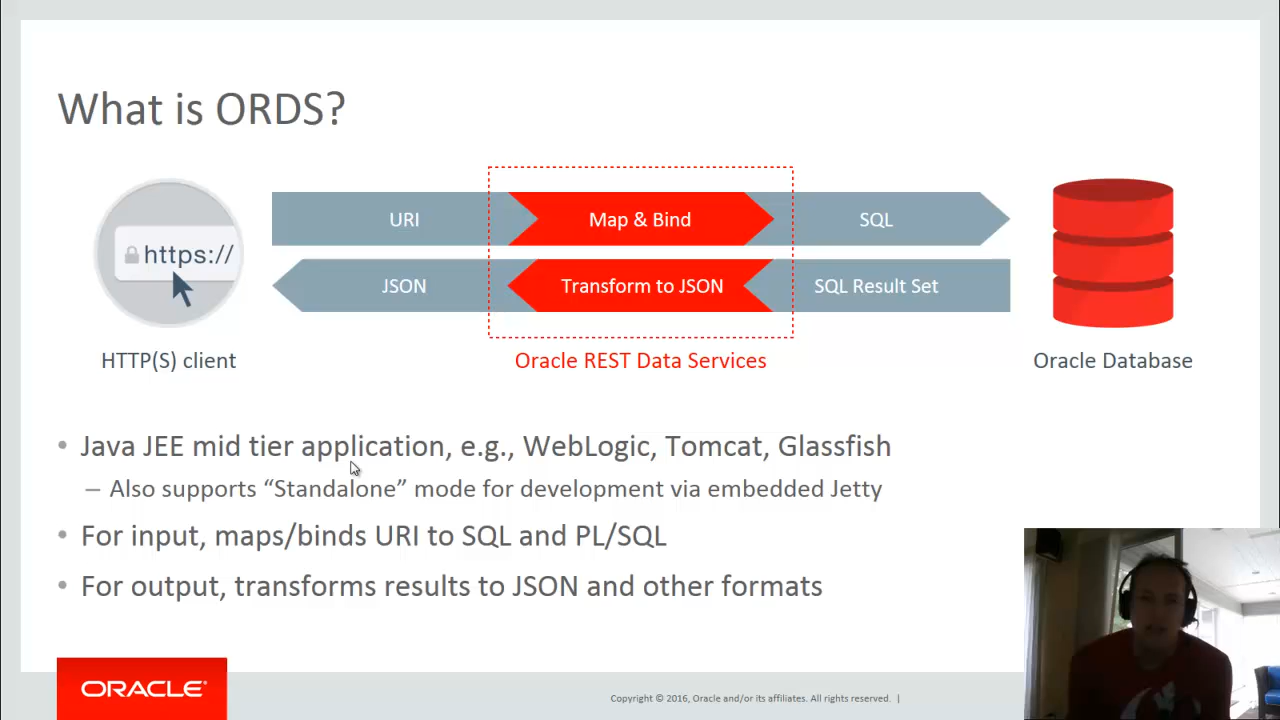 What is ORDS?
https://
URI
Map & Bind
SQL
JSON
Transform to JSON
SQL Result Set
HTTP(S) client
Oracle REST Data Services
Oracle Database
• Java JEE mid tier application, e.g., WebLogic, Tomcat, Glassfish
– Also supports “Standalone” mode for development via embedded Jetty
• For input, maps/binds URI to SQL and PL/SQL
• For output, transforms results to JSON and other formats
ORACLE®
Copyright © 2016, Oracle and/or its affiliates. All rights reserved. |